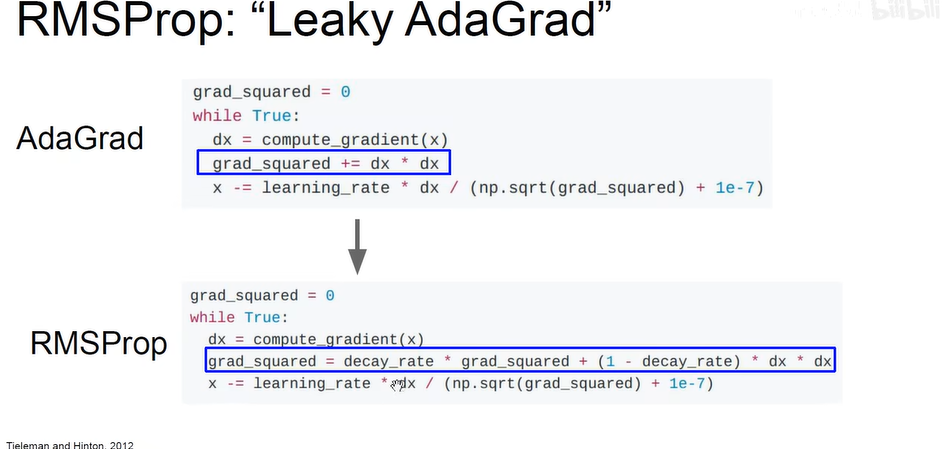 RMSProp: “Leaky AdaGrad”
bilibili
AdaGrad
grad_squared = 0
while True:
dx = compute_gradient(x)
grad_squared += dx * dx
x -= learning_rate * dx / (np.sqrt(grad_squared) + 1e-7)
RMSProp
grad_squared = 0
while True:
dx = compute_gradient(x)
grad_squared = decay_rate * grad_squared + (1 - decay_rate) * dx * dx
x -= learning_rate * dx / (np.sqrt(grad_squared) + 1e-7)
Tieleman and Hinton, 2012